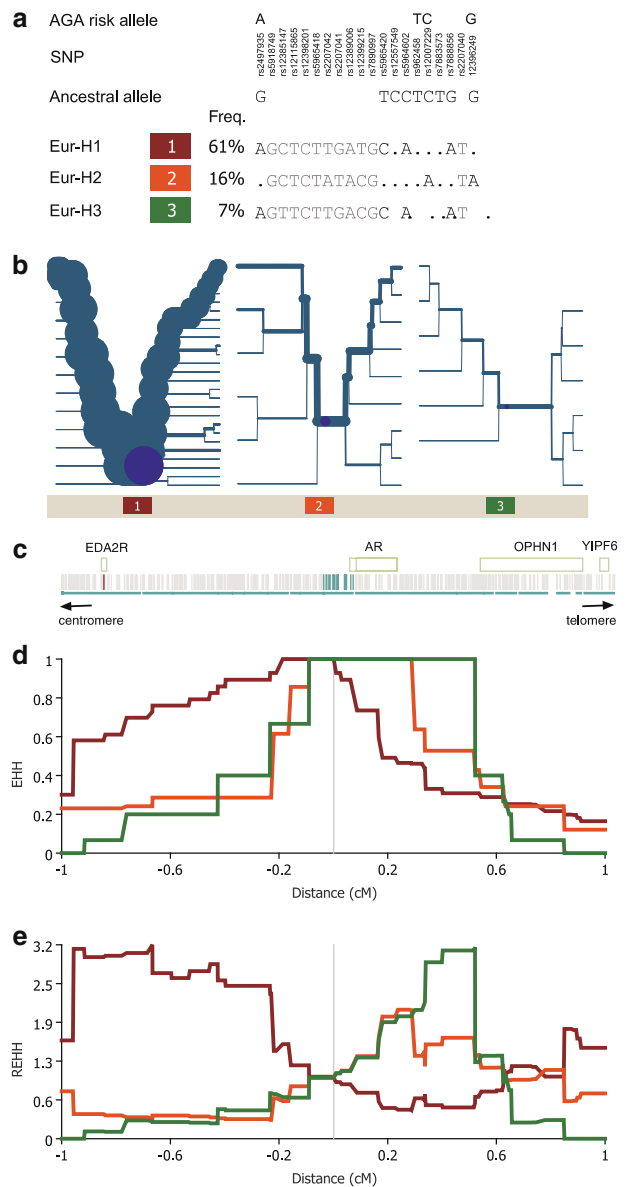 a
AGA risk allele A TC G
SNP rs2497935 rs5918749 rs12385147 rs12115865 rs12398201 rs5965418 rs2207042 rs2207041 rs12389006 rs12399215 rs7890997 rs5965420 rs12557549 rs5964602 rs962458 rs12007229 rs7883573 rs7888856 rs2207040 12396249
Ancestral allele G TCCTCTG G
Freq.
Eur-H1 1 61% AGCTCTTGATGC.A...AT.
Eur-H2 2 16% .GCTCTATACG....A.TA
Eur-H3 3 7% AGTTCTTGACGC A ..AT .
b
1 2 3
c
EDA2R AR OPHN1 YIPF6
centromere telomere
d
EHH
1
0.8
0.6
0.4
0.2
0
-1 -0.6 -0.2 0.2 0.6 1
Distance (cM)
e
REHH
3.2
2.5
1.9
1.3
0.6
0
-1 -0.6 -0.2 0.2 0.6 1
Distance (cM)